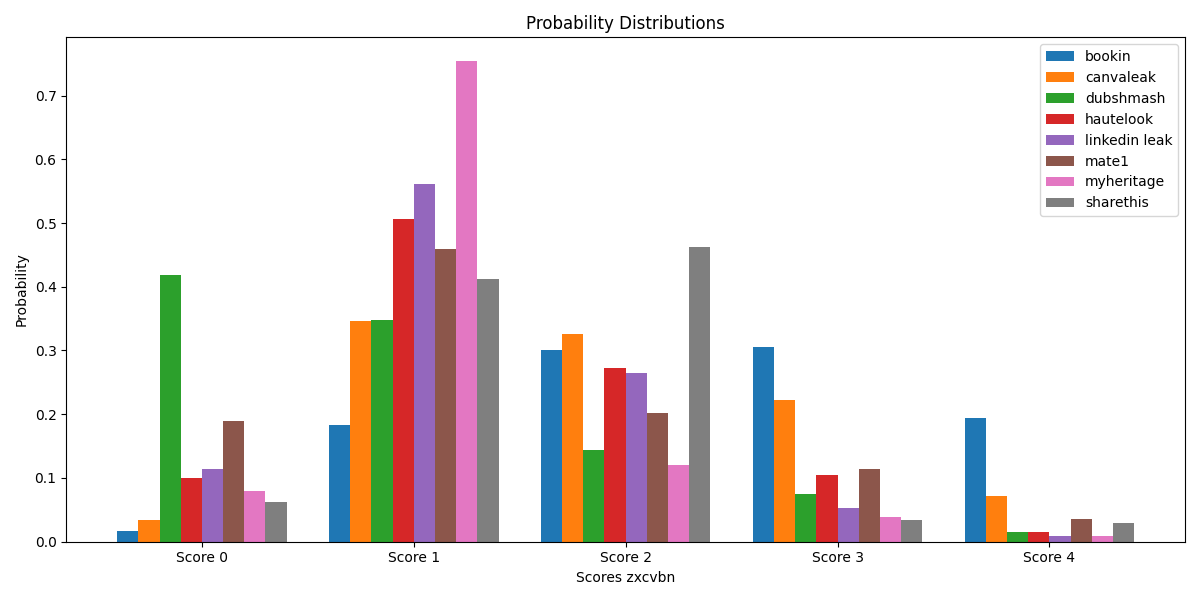 Probability Distributions
bookin
canvaleak
dubshmash
hautelook
linkedin leak
mate1
myheritage
sharethis
Probability
0.7
0.6
0.5
0.4
0.3
0.2
0.1
0.0
Score 0 Score 1 Score 2 Score 3 Score 4
Scores zxcvbn